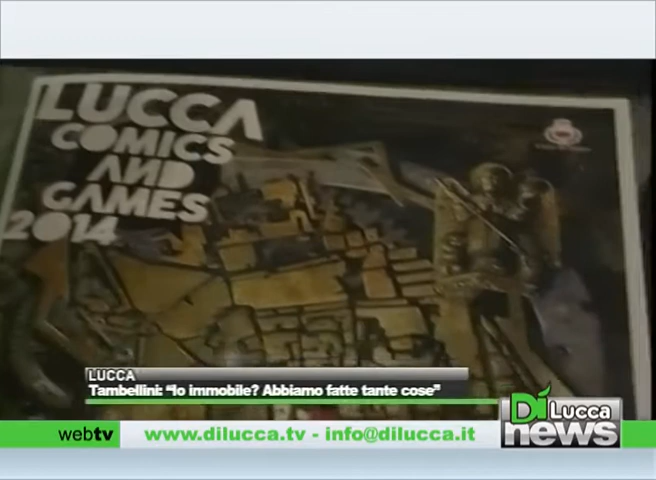 LUCCA
COMICS
AND
GAMES
2014
LUCCA
Tambellini: "Io immobile? Abbiamo fatte tante cose"
webtv
www.dilucca.tv - info@dilucca.it
Di Lucca
news